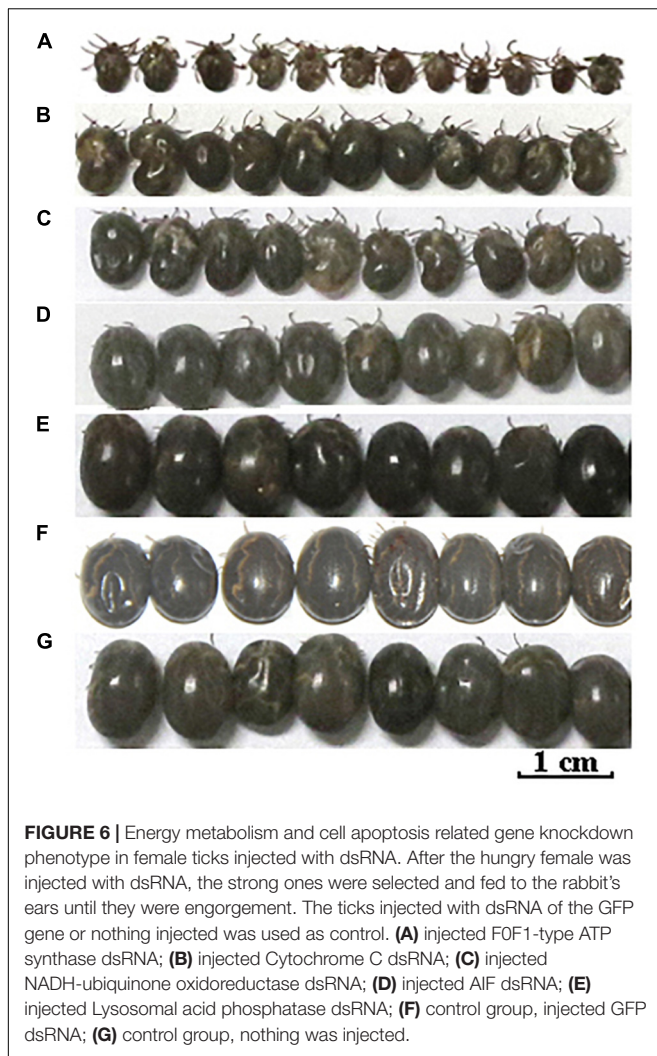 A
B
C
D
E
F
G
1 cm
FIGURE 6 | Energy metabolism and cell apoptosis related gene knockdown
phenotype in female ticks injected with dsRNA. After the hungry female was
injected with dsRNA, the strong ones were selected and fed to the rabbit's
ears until they were engorgement. The ticks injected with dsRNA of the GFP
gene or nothing injected was used as control. (A) injected F0F1-type ATP
synthase dsRNA; (B) injected Cytochrome C dsRNA; (C) injected
NADH-ubiquinone oxidoreductase dsRNA; (D) injected AIF dsRNA; (E)
injected Lysosomal acid phosphatase dsRNA; (F) control group, injected GFP
dsRNA; (G) control group, nothing was injected.